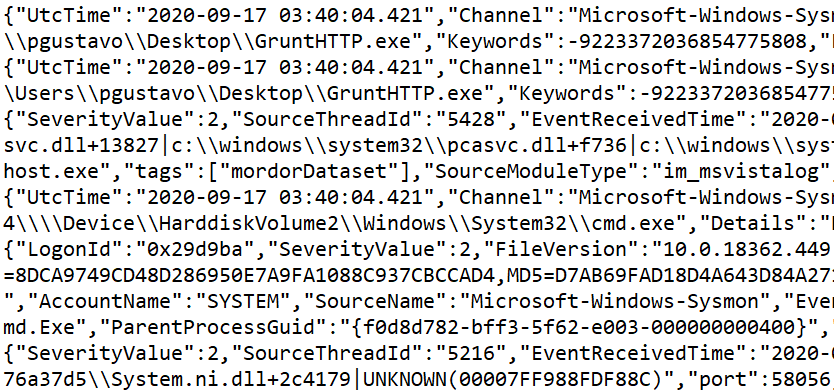 {"UtcTime":"2020-09-17 03:40:04.421","Channel":"Microsoft-Windows-Sysm
\\pgustavo\\Desktop\\GruntHTTP.exe","Keywords":-9223372036854775808,"
{"UtcTime":"2020-09-17 03:40:04.421","Channel":"Microsoft-Windows-Sysm
\Users\\pgustavo\\Desktop\\GruntHTTP.exe","Keywords":-9223372036854775
{"SeverityValue":2,"SourceThreadId":"5428","EventReceivedTime":"2020-0
svc.dll+13827|c:\\windows\\system32\\pcasvc.dll+f736|c:\\windows\\syst
host.exe","tags":["mordorDataset"],"SourceModuleType":"im_msvistalog",
{"UtcTime":"2020-09-17 03:40:04.421","Channel":"Microsoft-Windows-Sysm
4\\\\Device\\HarddiskVolume2\\Windows\\System32\\cmd.exe","Details":"
{"LogonId":"0x29d9ba","SeverityValue":2,"FileVersion":"10.0.18362.449
=8DCA9749CD48D286950E7A9FA1088C937CBCCAD4,MD5=D7AB69FAD18D4A643D84A271
","AccountName":"SYSTEM","SourceName":"Microsoft-Windows-Sysmon","Even
md.Exe","ParentProcessGuid":"{f0d8d782-bff3-5f62-e003-000000000400}","
{"SeverityValue":2,"SourceThreadId":"5216","EventReceivedTime":"2020-0
76a37d5\\System.ni.dll+2c4179|UNKNOWN(00007FF988FDF88C)","port":58056